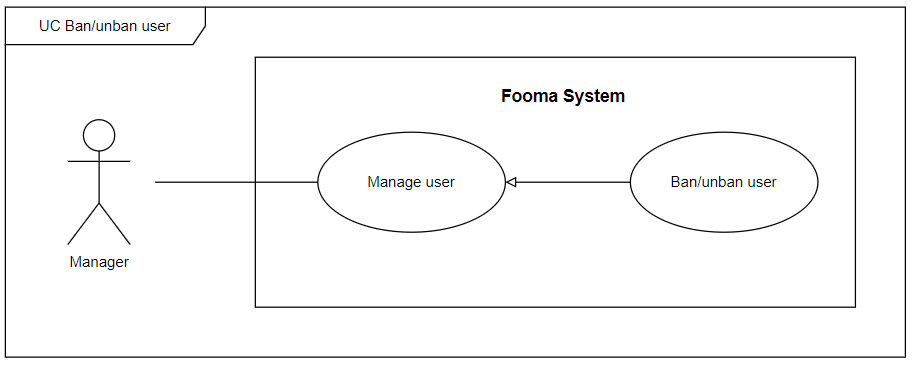 UC Ban/unban user
Fooma System
Manage user
Ban/unban user
Manager